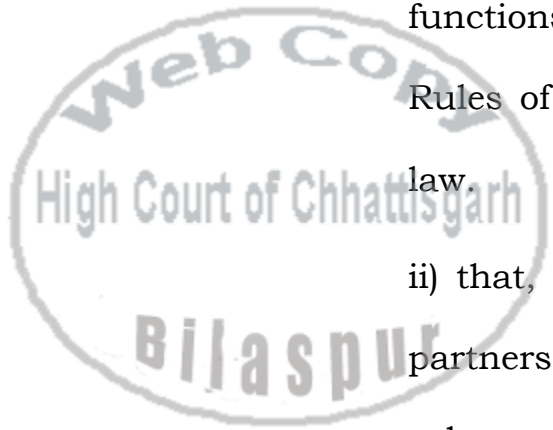 functions
Rules of
law.
ii) that,
partners
Web Copy
High Court of Chhattisgarh
Bilaspur